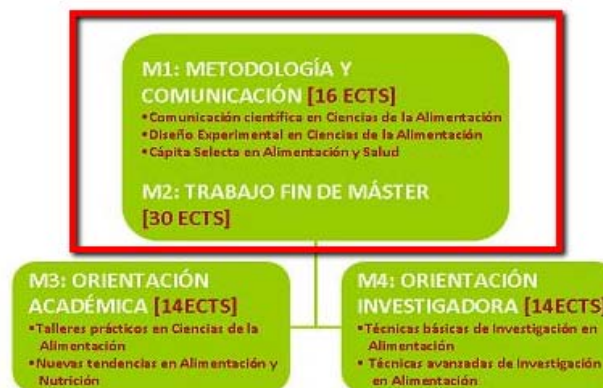 M1: METODOLOGÍA Y
COMUNICACIÓN [16 ECTS]
•Comunicación científica en Ciencias de la Alimentación
•Diseño Experimental en Ciencias de la Alimentación
•Cápita Selecta en Alimentación y Salud
M2: TRABAJO FIN DE MÁSTER
[30 ECTS]
M3: ORIENTACIÓN
ACADÉMICA [14ECTS]
•Talleres prácticos en Ciencias de la
Alimentación
•Nuevas tendencias en Alimentación y
Nutrición
M4: ORIENTACIÓN
INVESTIGADORA [14ECTS]
•Técnicas básicas de Investigación en
Alimentación
• Técnicas avanzadas de Investigación
en Alimentación